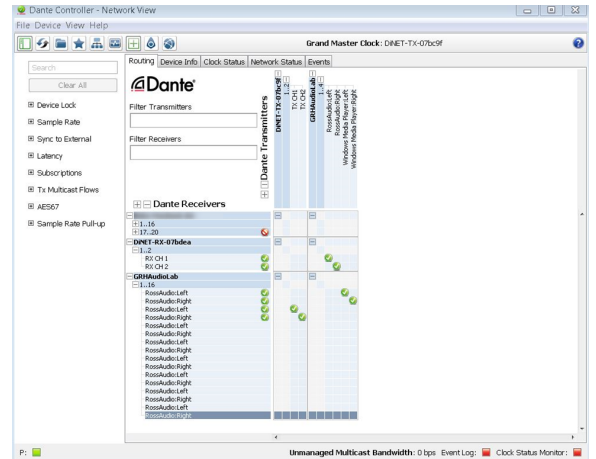 Dante Controller - Network View
File Device View Help
Grand Master Clock: DiNET-TX-07bc9f
Search
Clear All
Device Lock
Sample Rate
Sync to External
Latency
Subscriptions
Tx Multicast Flows
AES67
Sample Rate Pull-up
Routing Device Info Clock Status Network Status Events
Dante®
Filter Transmitters
Filter Receivers
Dante Transmitters
DiNET-TX-07bc9f
1..2
TX CH1
TX CH2
GRHAudioLab
1..4
RossAudio:Left
RossAudio:Right
Windows Media Player:Left
Windows Media Player:Right
Dante Receivers
1..16
17..20
DiNET-RX-07bdea
1..2
RX CH 1
RX CH 2
GRHAudioLab
1..16
RossAudio:Left
RossAudio:Right
RossAudio:Left
RossAudio:Right
RossAudio:Left
RossAudio:Right
RossAudio:Left
RossAudio:Right
RossAudio:Left
RossAudio:Right
RossAudio:Left
RossAudio:Right
RossAudio:Left
RossAudio:Right
RossAudio:Left
RossAudio:Right
P:
Unmanaged Multicast Bandwidth: 0 bps Event Log: Clock Status Monitor: